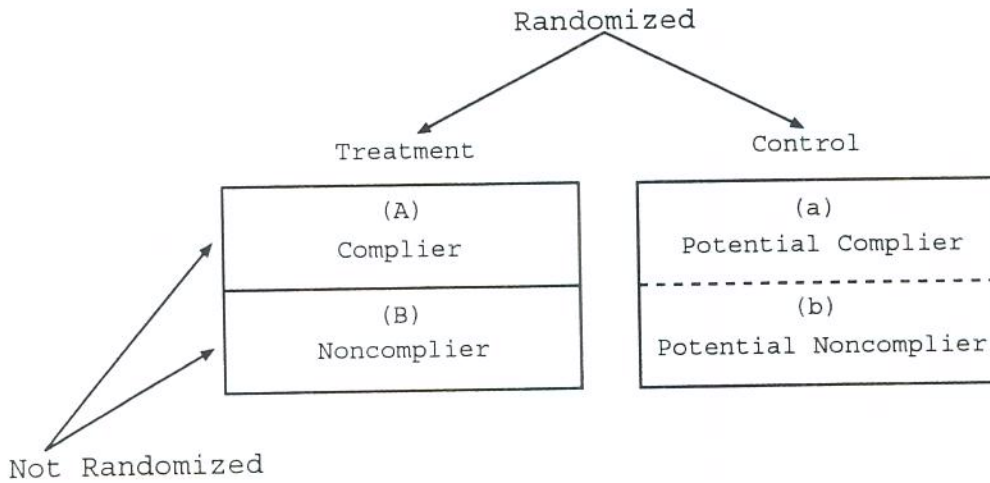 Randomized
Treatment
Control
(A)
Complier
(a)
Potential Complier
(B)
Noncomplier
(b)
Potential Noncomplier
Not Randomized